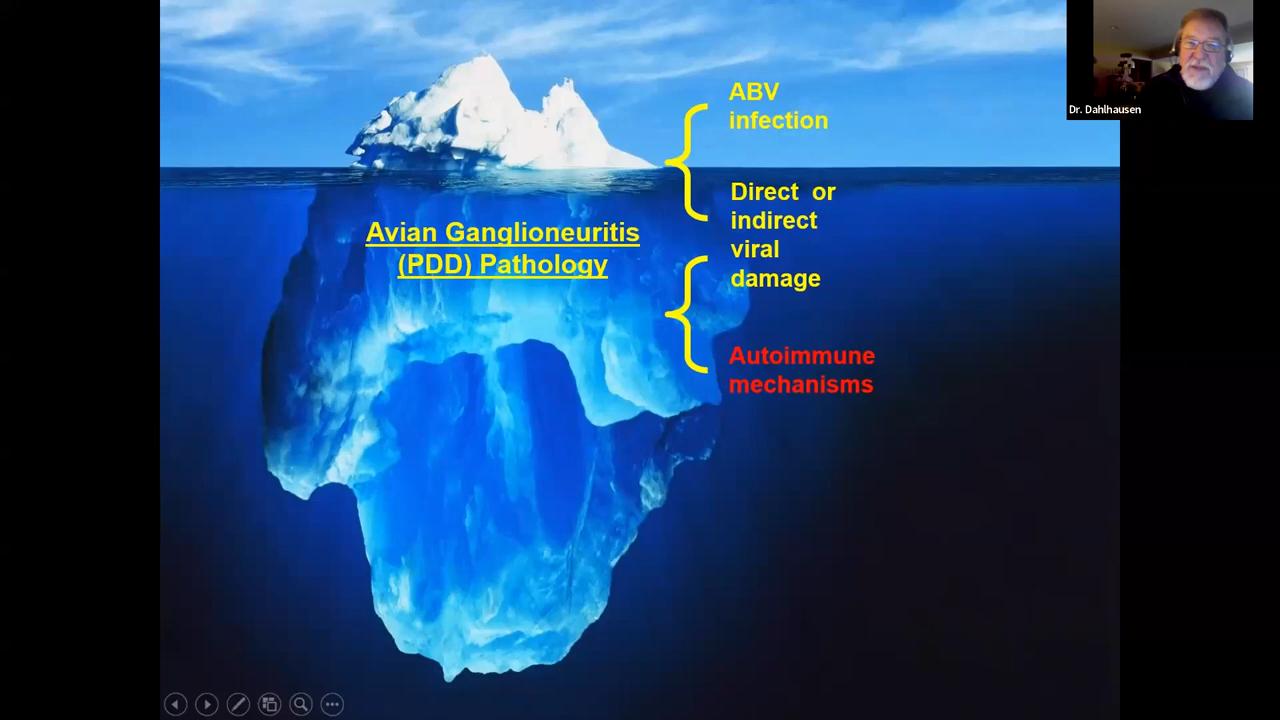 Dr. Dahlhausen
ABV
infection
Direct or
indirect
viral
damage
Avian Ganglioneuritis
(PDD) Pathology
Autoimmune
mechanisms